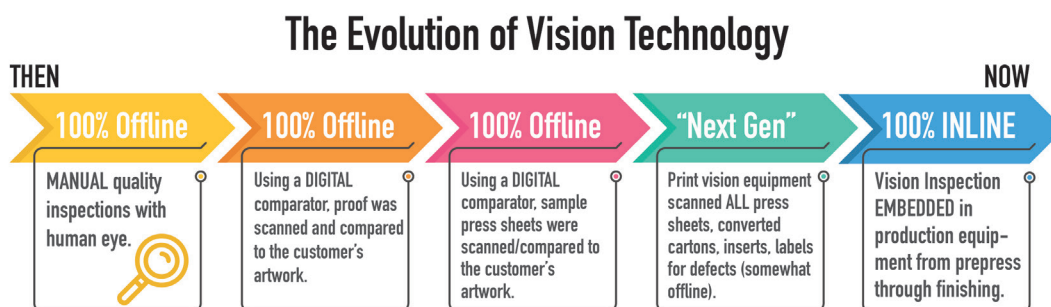 The Evolution of Vision Technology
THEN
NOW
100% Offline
100% Offline
100% Offline
“Next Gen”
100% INLINE
MANUAL quality
inspections with
human eye.
Using a DIGITAL
comparator, proof was
scanned and compared
to the customer’s
artwork.
Using a DIGITAL
comparator, sample
press sheets were
scanned/compared to
the customer’s
artwork.
Print vision equipment
scanned ALL press
sheets, converted
cartons, inserts, labels
for defects (somewhat
offline).
Vision Inspection
EMBEDDED in
production equip-
ment from prepress
through finishing.